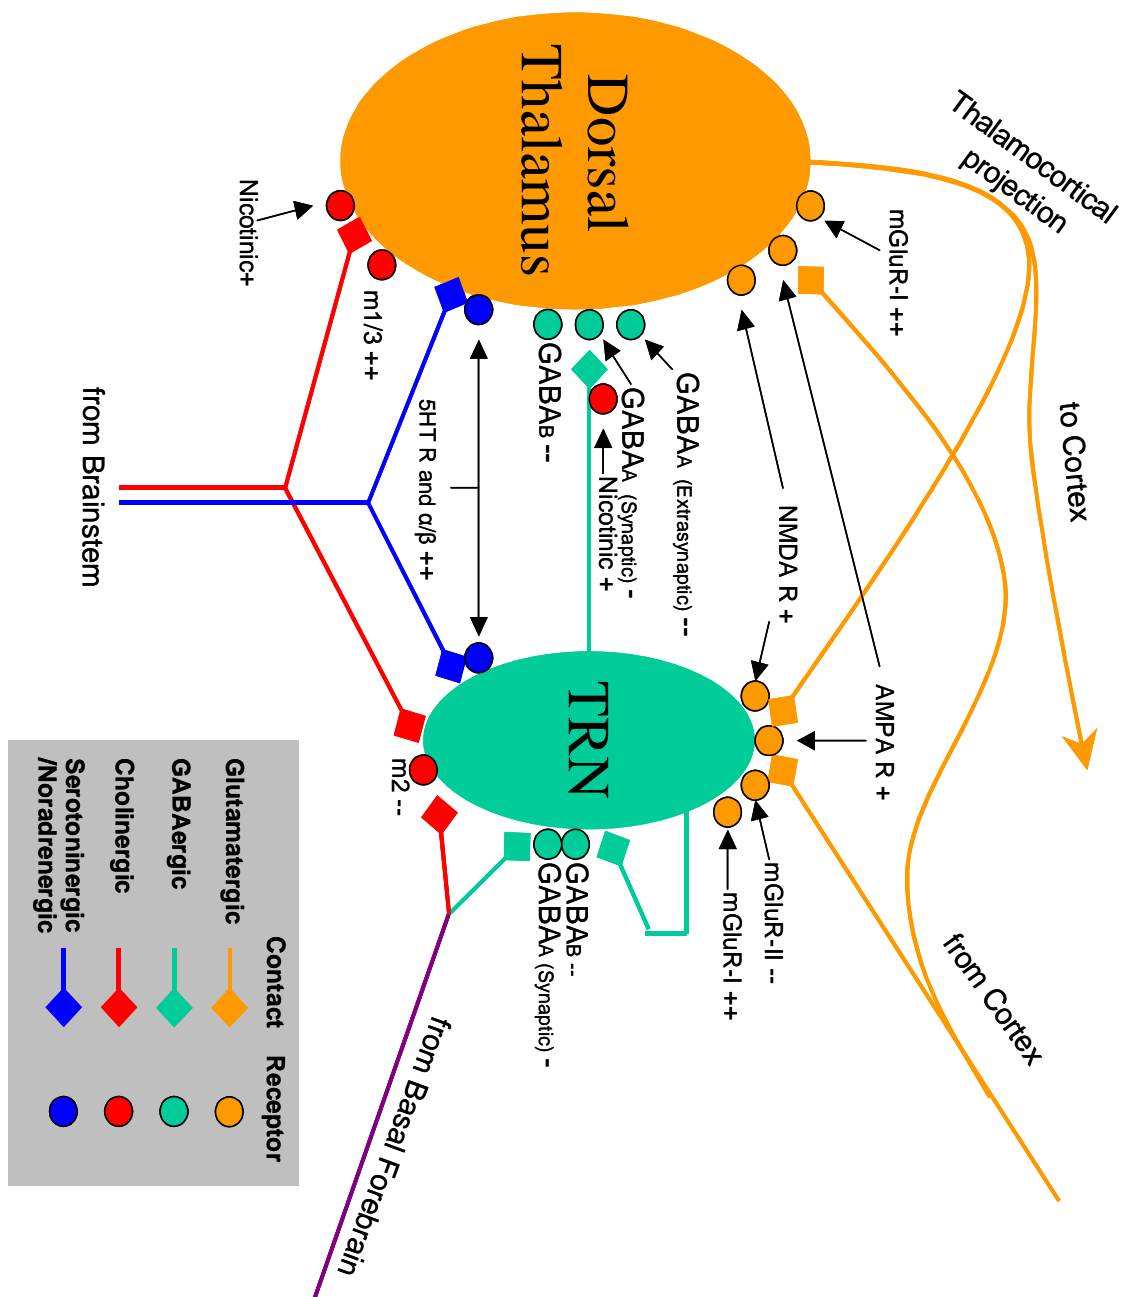 Dorsal
Thalamus
TRN
Thalamocortical
projection
to Cortex
from Cortex
mGluR-I ++
AMPA R +
NMDA R +
GABAA (Extrasynaptic) --
GABAA (Synaptic) -
Nicotinic +
GABAB --
5HT R and α/β ++
m1/3 ++
Nicotinic+
from Brainstem
mGluR-II --
mGluR-I ++
GABAB --
GABAA (Synaptic) -
m2 --
from Basal Forebrain
Contact
Receptor
Glutamatergic
GABAergic
Cholinergic
Serotoninergic
/Noradrenergic